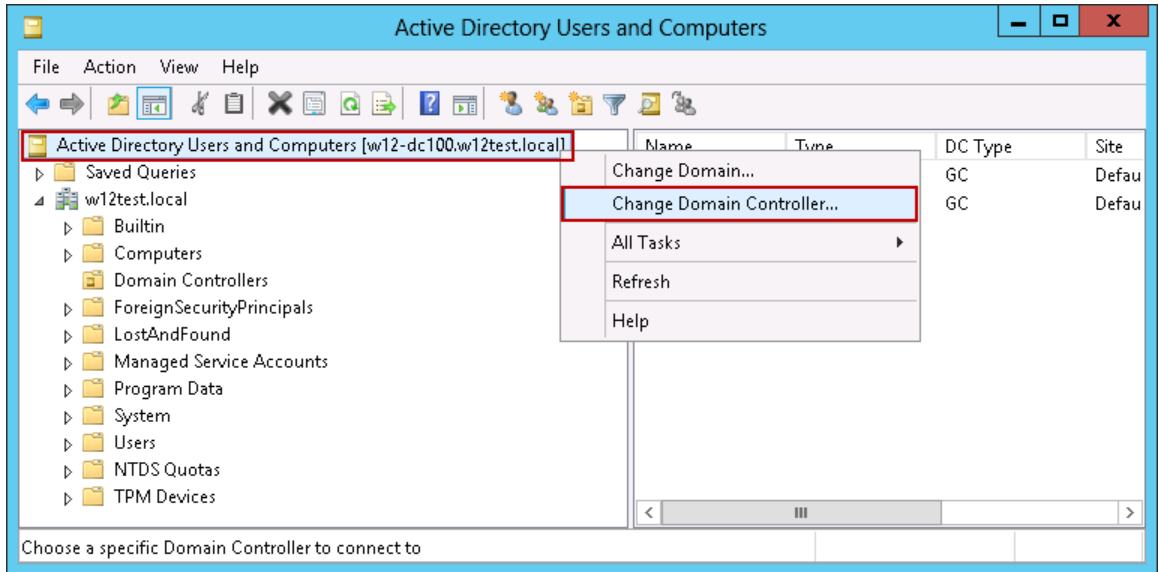 Active Directory Users and Computers
File Action View Help
Active Directory Users and Computers [w12-dc100.w12test.local]
Name Type DC Type Site
Saved Queries
Change Domain...
GC Defau
w12test.local
Change Domain Controller...
GC Defau
Builtin
Computers
All Tasks
Domain Controllers
Refresh
ForeignSecurityPrincipals
Help
LostAndFound
Managed Service Accounts
Program Data
System
Users
NTDS Quotas
TPM Devices
Choose a specific Domain Controller to connect to